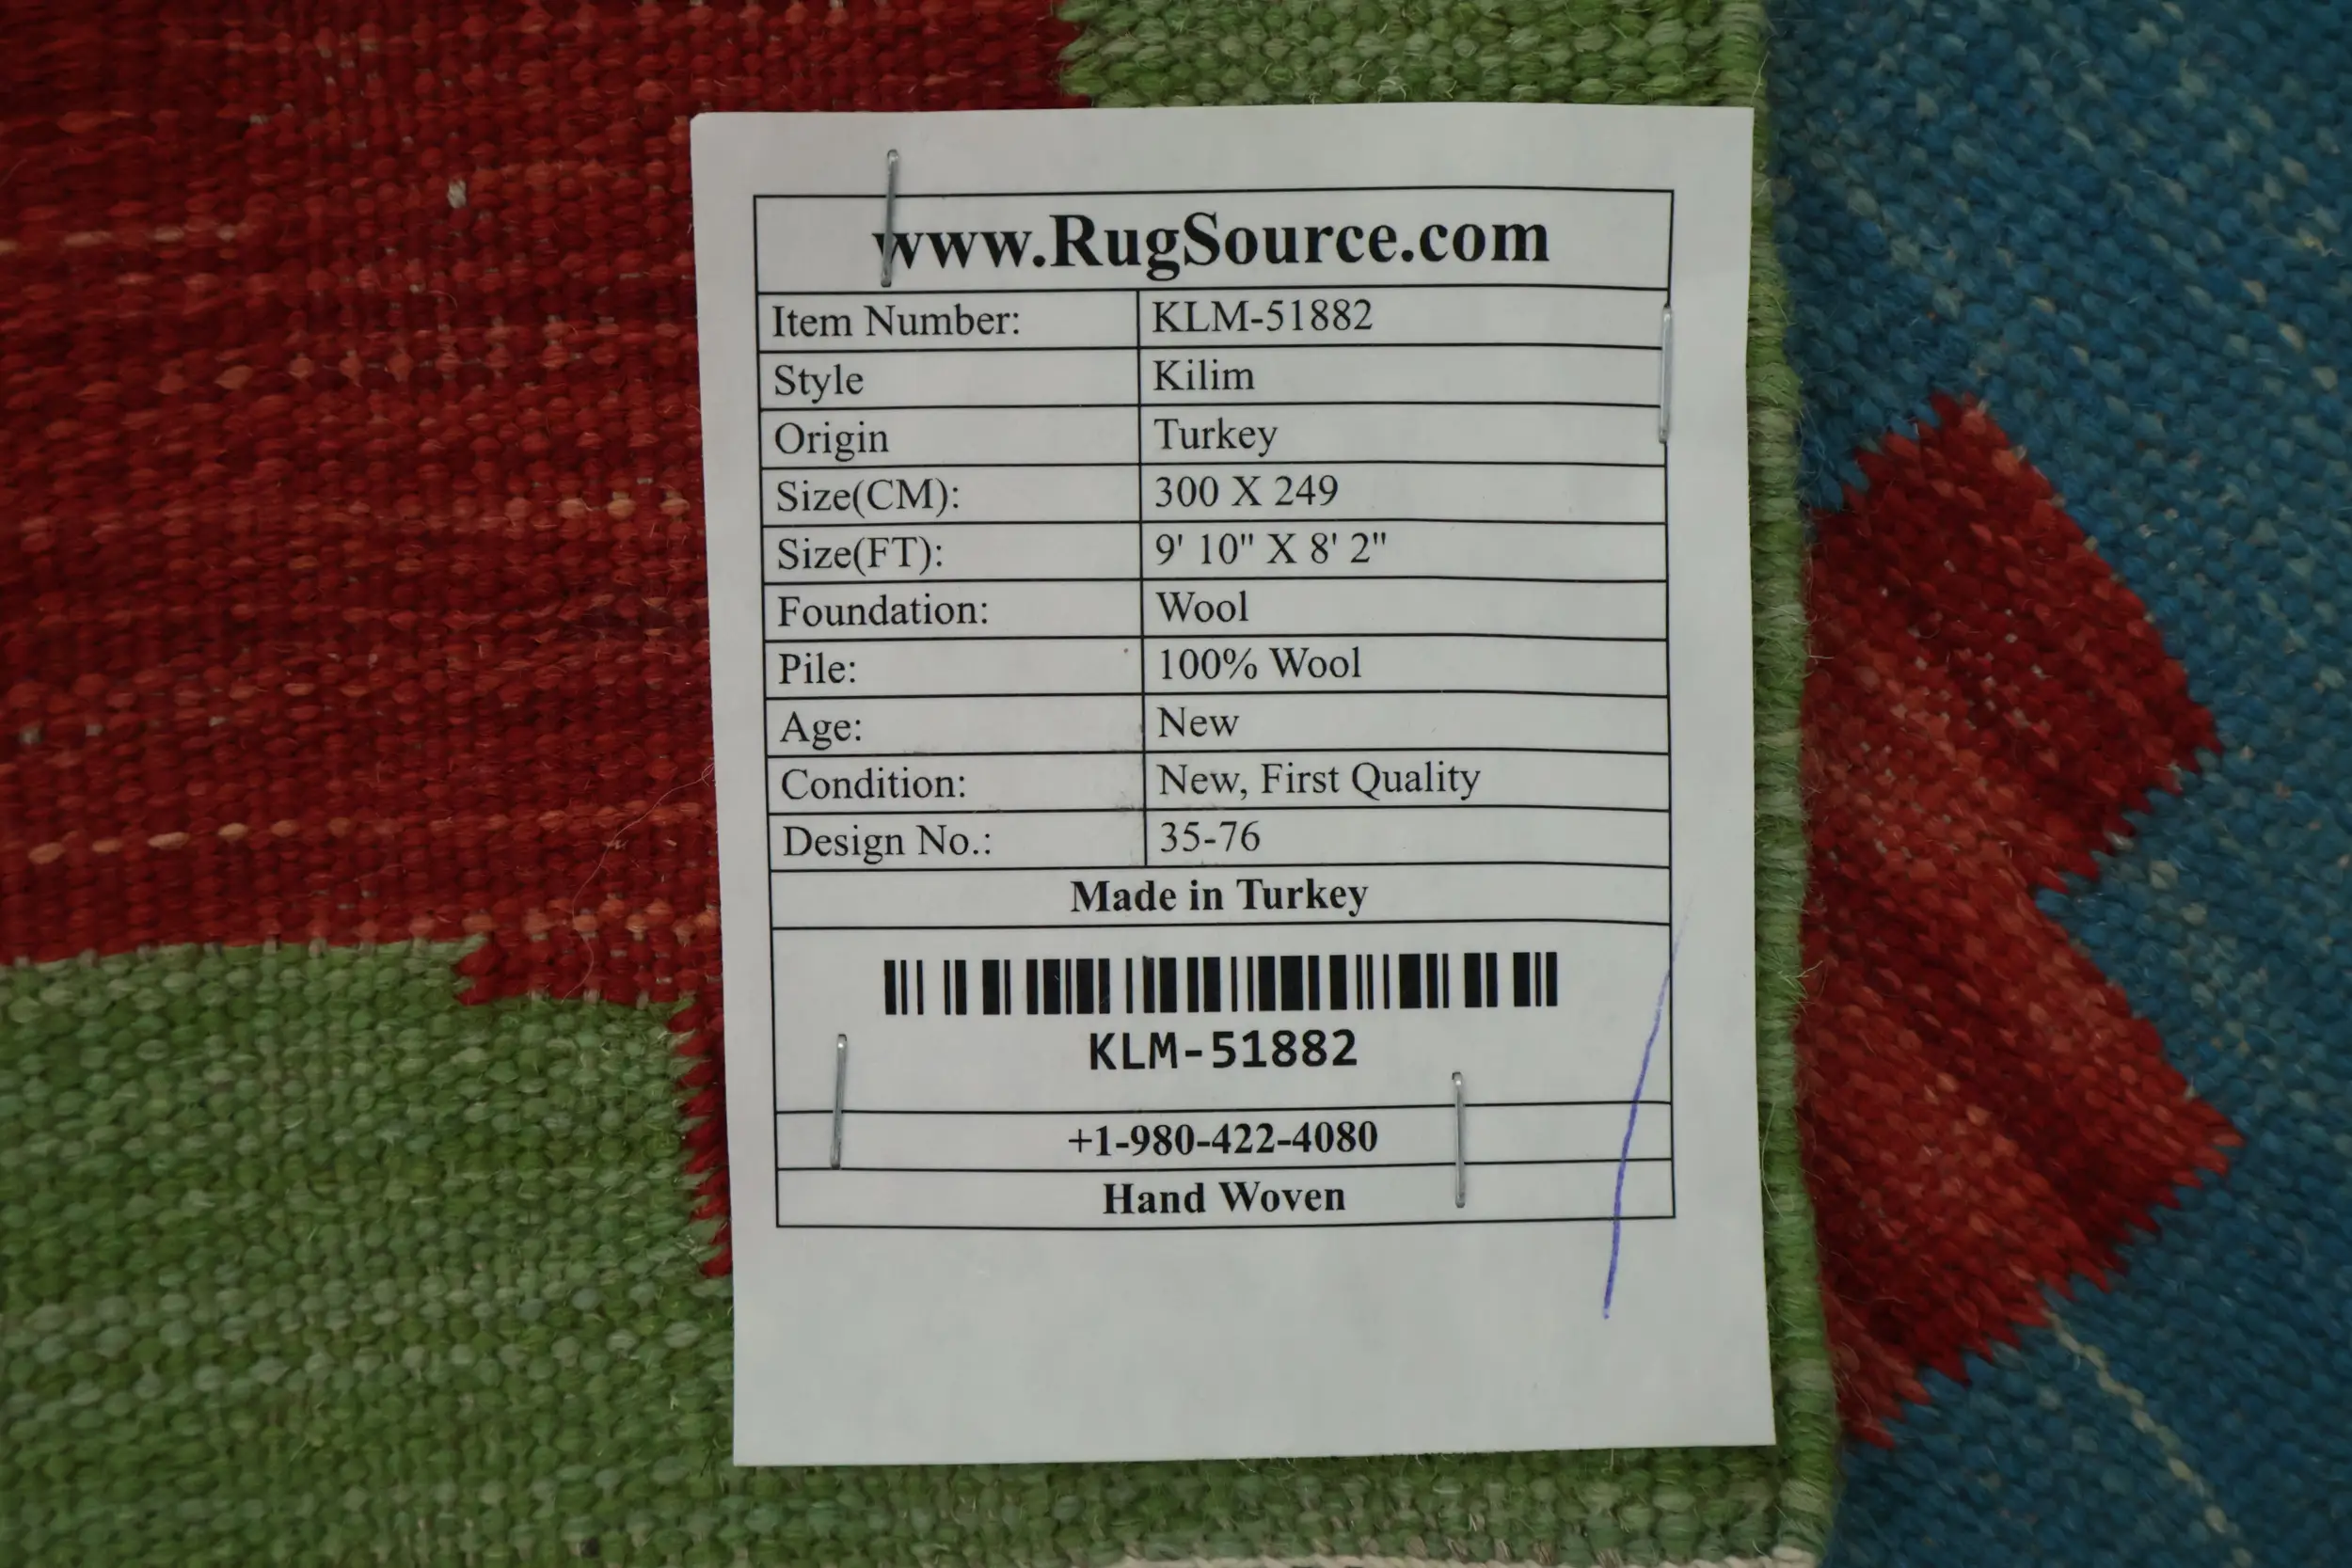 www.RugSource.com
Item Number: KLM-51882
Style Kilim
Origin Turkey
Size(CM): 300 X 249
Size(FT): 9' 10" X 8' 2"
Foundation: Wool
Pile: 100% Wool
Age: New
Condition: New, First Quality
Design No.: 35-76
Made in Turkey
KLM-51882
+1-980-422-4080
Hand Woven